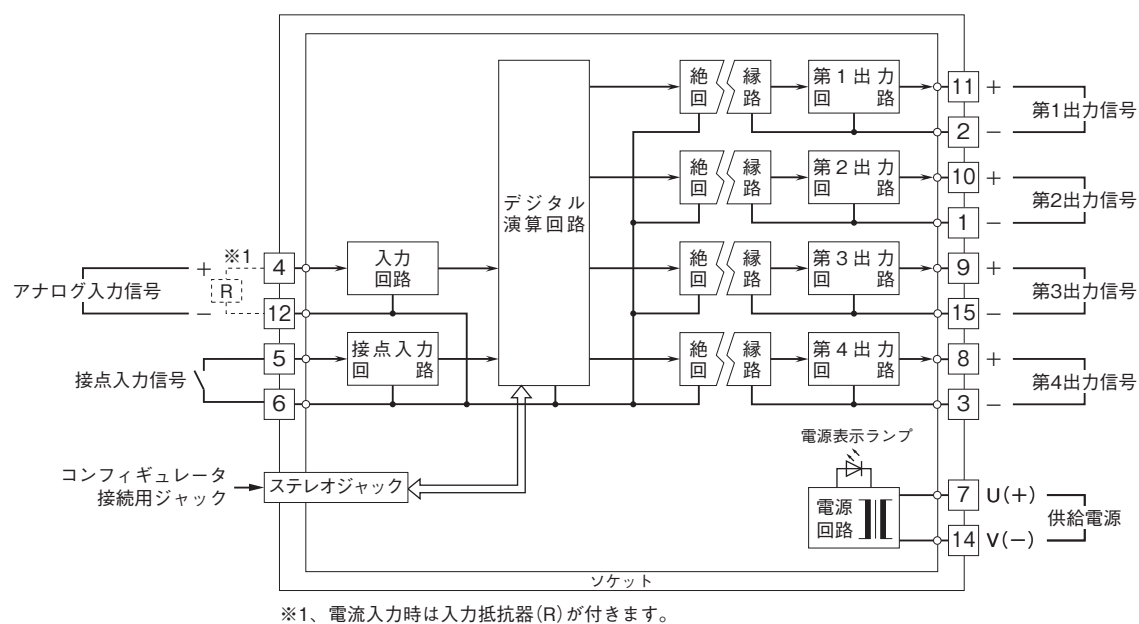 アナログ入力信号
+
−
※1
R
4
12
接点入力信号
5
6
入力
回路
接点入力
回路
デジタル
演算回路
絶縁
回路
第1出力
回路
11 +
2 −
第1出力信号
絶縁
回路
第2出力
回路
10 +
1 −
第2出力信号
絶縁
回路
第3出力
回路
9 +
15 −
第3出力信号
絶縁
回路
第4出力
回路
8 +
3 −
第4出力信号
コンフィギュレータ
接続用ジャック
ステレオジャック
電源表示ランプ
電源
回路
7 U(+)
14 V(−)
供給電源
ソケット
※1、電流入力時は入力抵抗器(R)が付きます。